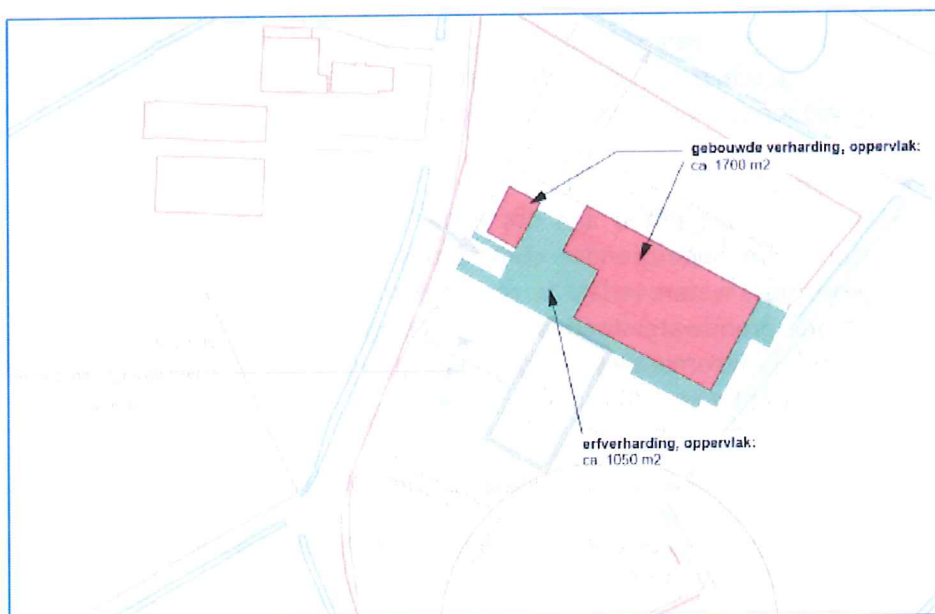 gebouwde verharding, oppervlak:
ca. 1700 m2
erfverharding, oppervlak:
ca. 1050 m2